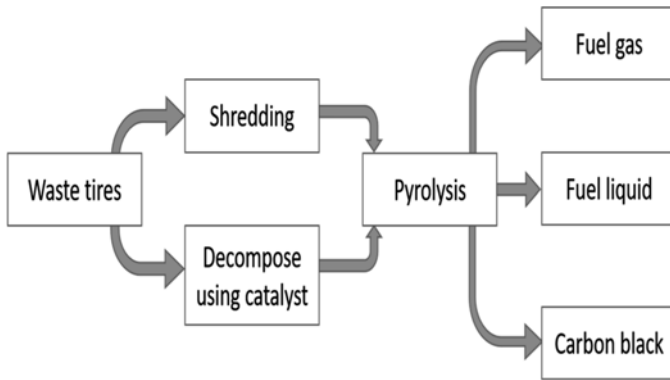 Fuel gas
Shredding
Waste tires
Pyrolysis
Fuel liquid
Decompose
using catalyst
Carbon black